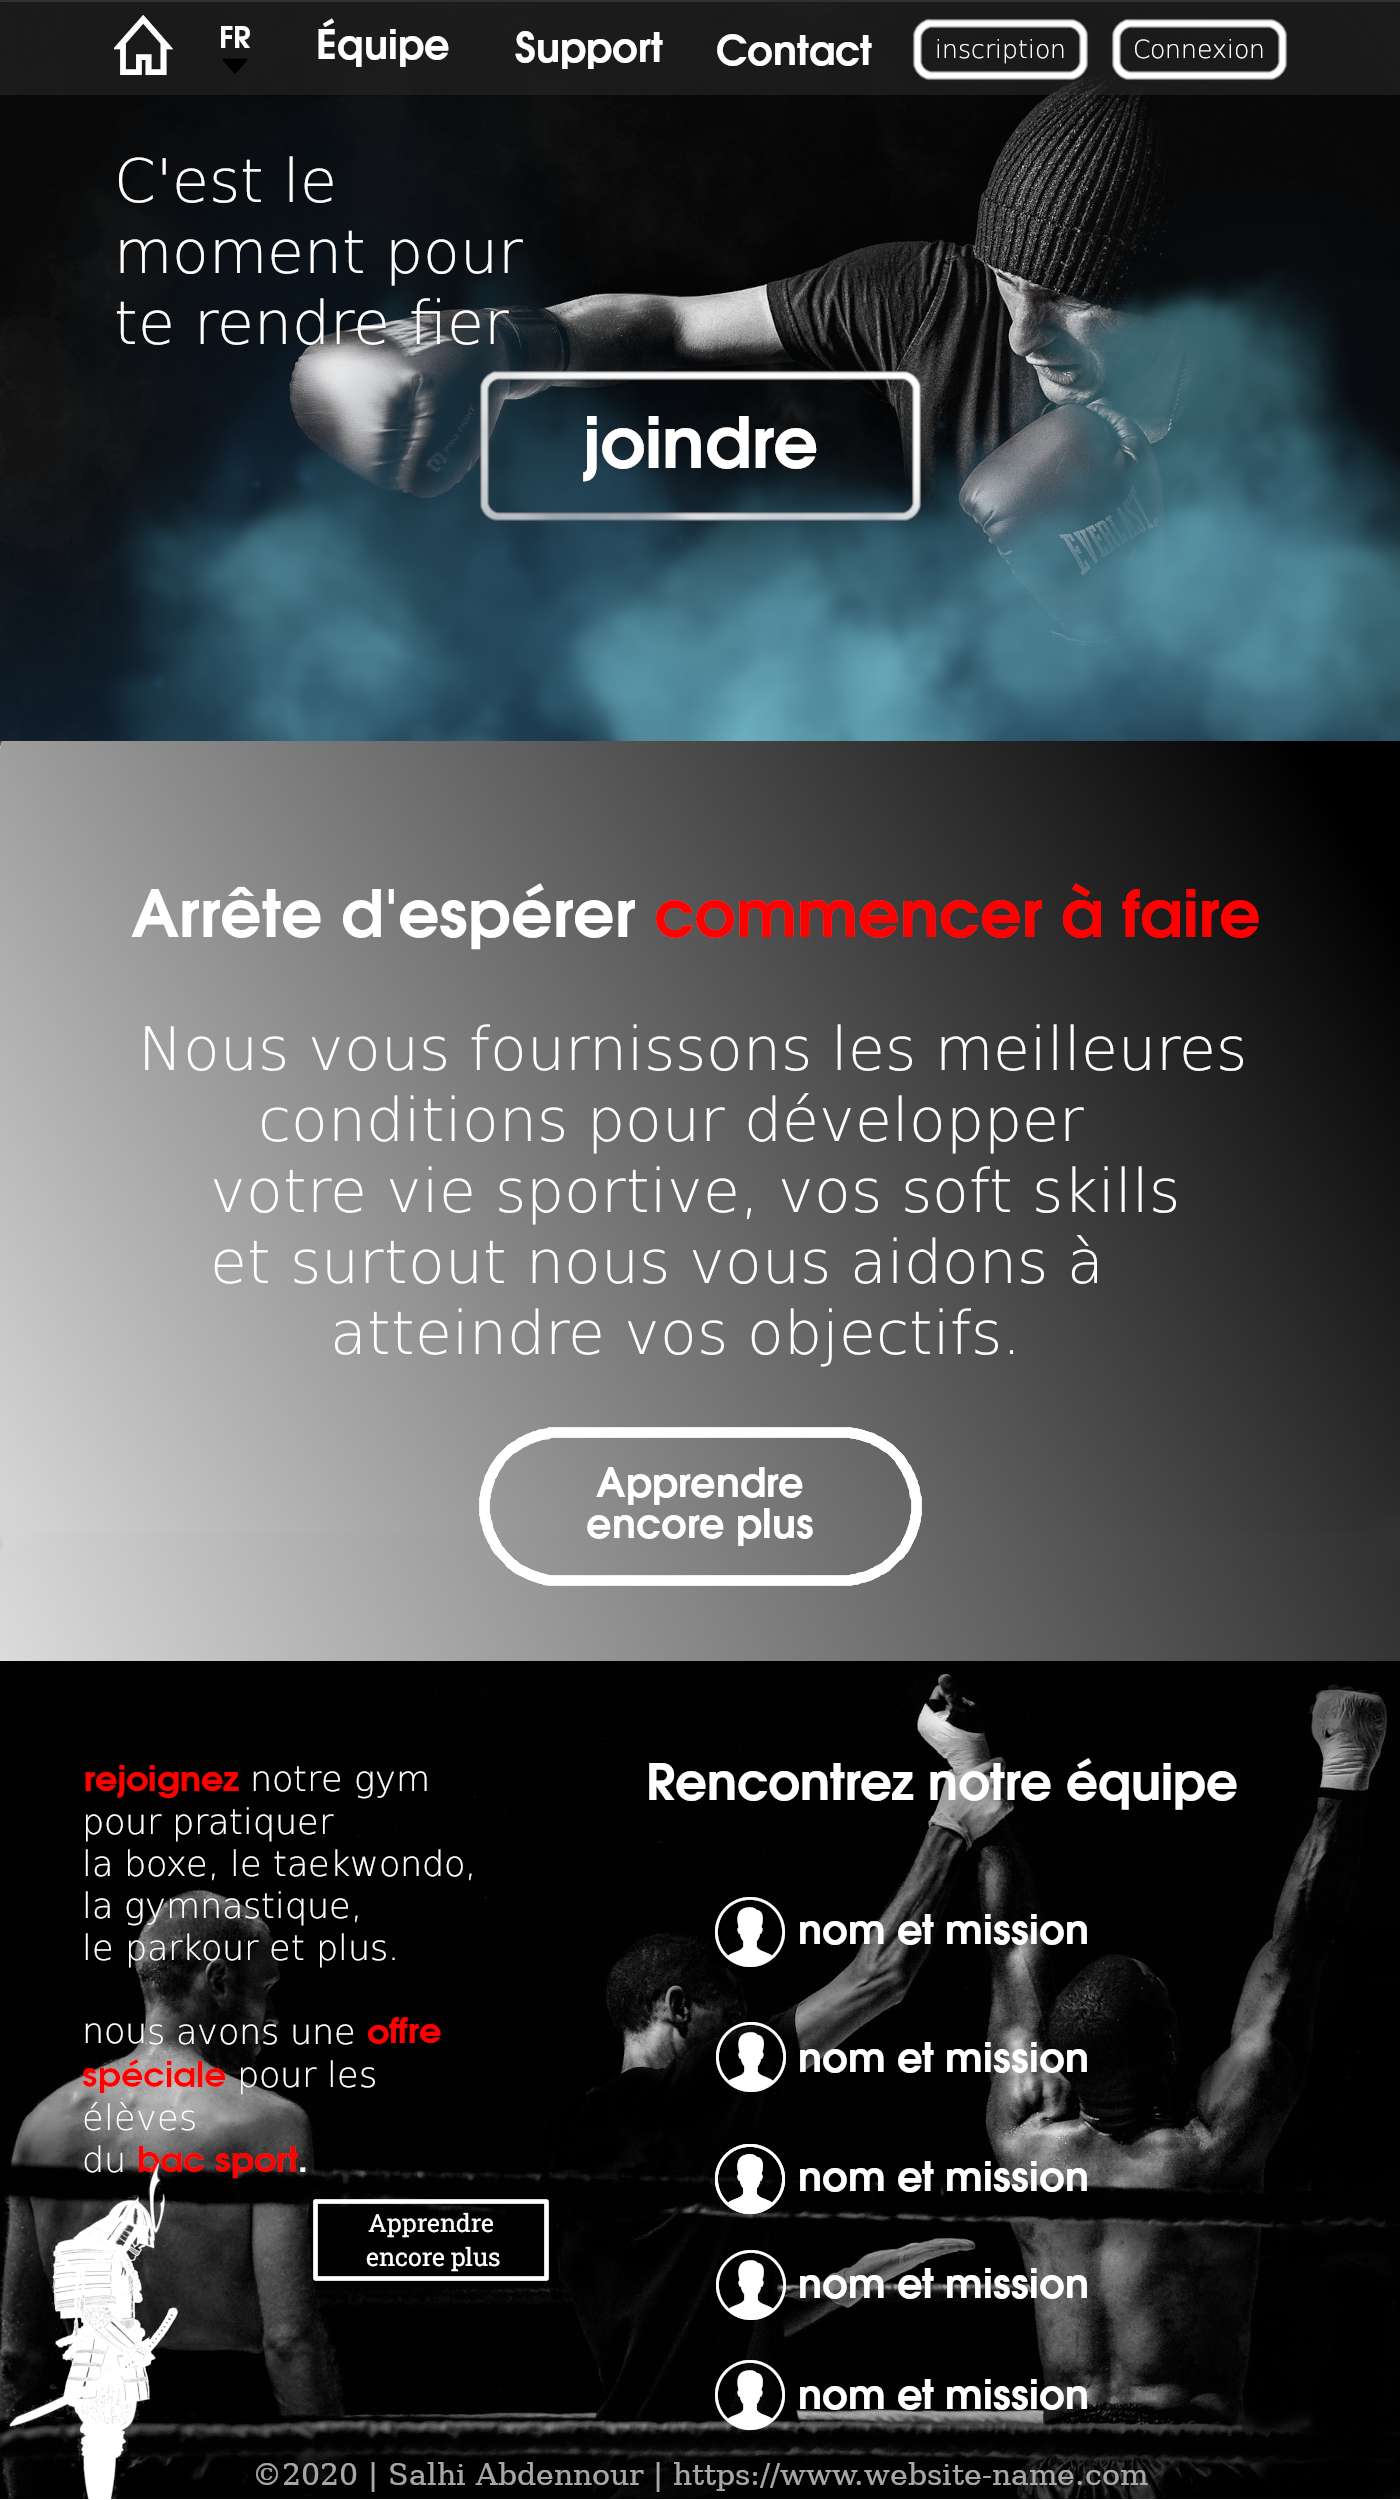 FR
Équipe
Support
Contact
inscription
Connexion
C'est le
moment pour
te rendre fier
joindre
EVERLAST
Arrête d'espérer commencer à faire
Nous vous fournissons les meilleures
conditions pour développer
votre vie sportive, vos soft skills
et surtout nous vous aidons à
atteindre vos objectifs.
Apprendre
encore plus
rejoignez notre gym
pour pratiquer
la boxe, le taekwondo,
la gymnastique,
le parkour et plus.
nous avons une offre
spéciale pour les
élèves
du bac sport.
Apprendre
encore plus
Rencontrez notre équipe
nom et mission
nom et mission
nom et mission
nom et mission
nom et mission
©2020 | Salhi Abdennour | https://www.website-name.com